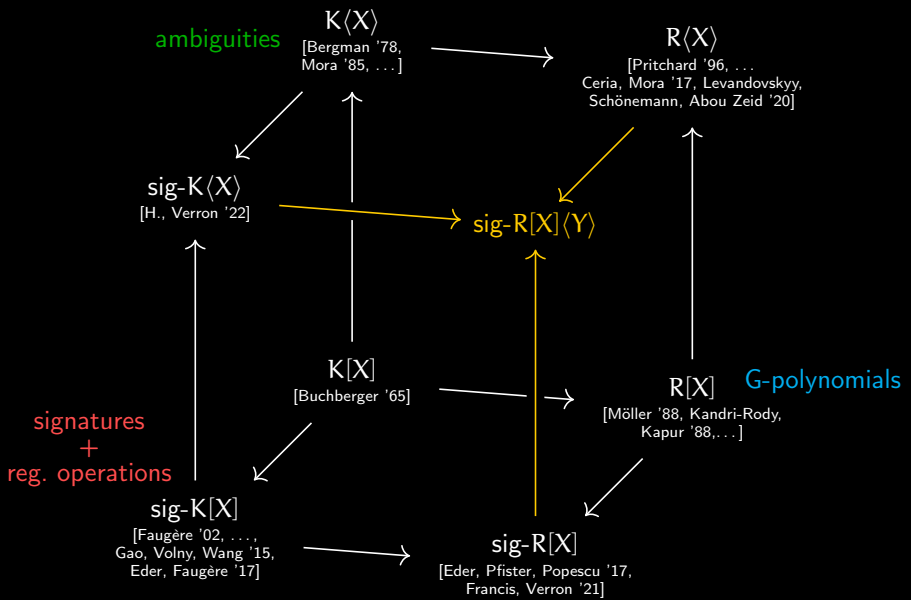 ambiguities
K⟨X⟩
[Bergman '78,
Mora '85, ...]
R⟨X⟩
[Pritchard '96, ...
Ceria, Mora '17, Levandovskyy,
Schönemann, Abou Zeid '20]
sig-K⟨X⟩
[H., Verron '22]
sig-R[X]⟨Y⟩
K[X]
[Buchberger '65]
R[X]
[Möller '88, Kandri-Rody,
Kapur '88,...]
G-polynomials
signatures
+
reg. operations
sig-K[X]
[Faugère '02, ...,
Gao, Volny, Wang '15,
Eder, Faugère '17]
sig-R[X]
[Eder, Pfister, Popescu '17,
Francis, Verron '21]